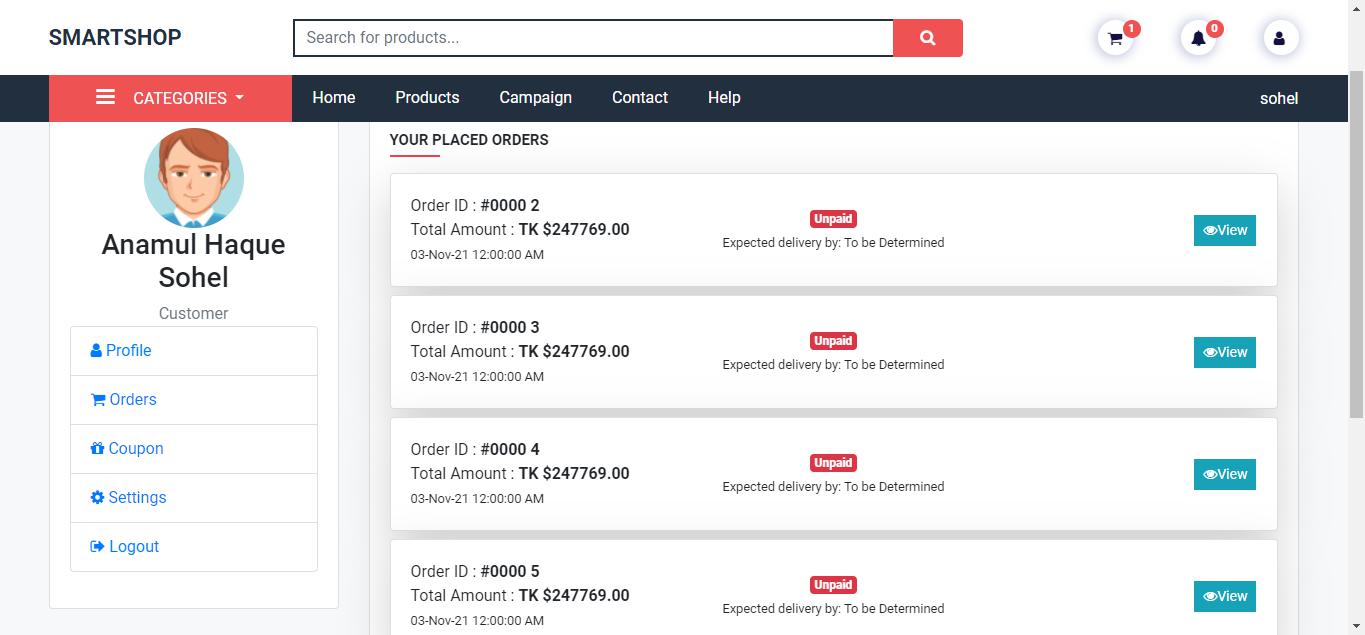 SMARTSHOP
Search for products...
1
0
CATEGORIES
Home
Products
Campaign
Contact
Help
sohel
Anamul Haque
Sohel
Customer
Profile
Orders
Coupon
Settings
Logout
YOUR PLACED ORDERS
Order ID : #0000 2
Total Amount : TK $247769.00
03-Nov-21 12:00:00 AM
Unpaid
Expected delivery by: To be Determined
View
Order ID : #0000 3
Total Amount : TK $247769.00
03-Nov-21 12:00:00 AM
Unpaid
Expected delivery by: To be Determined
View
Order ID : #0000 4
Total Amount : TK $247769.00
03-Nov-21 12:00:00 AM
Unpaid
Expected delivery by: To be Determined
View
Order ID : #0000 5
Total Amount : TK $247769.00
03-Nov-21 12:00:00 AM
Unpaid
Expected delivery by: To be Determined
View